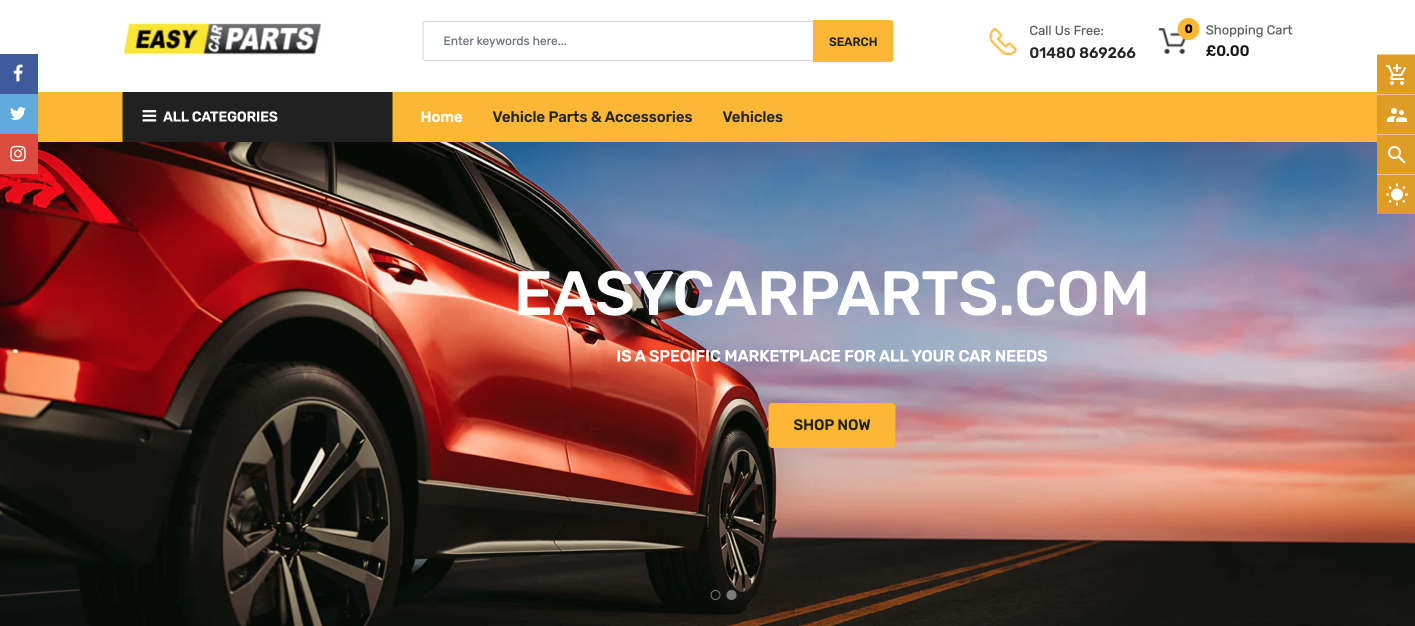 EASY CAR PARTS
Enter keywords here...
SEARCH
Call Us Free:
01480 869266
0
Shopping Cart
£0.00
ALL CATEGORIES
Home
Vehicle Parts & Accessories
Vehicles
EASYCARPARTS.COM
IS A SPECIFIC MARKETPLACE FOR ALL YOUR CAR NEEDS
SHOP NOW